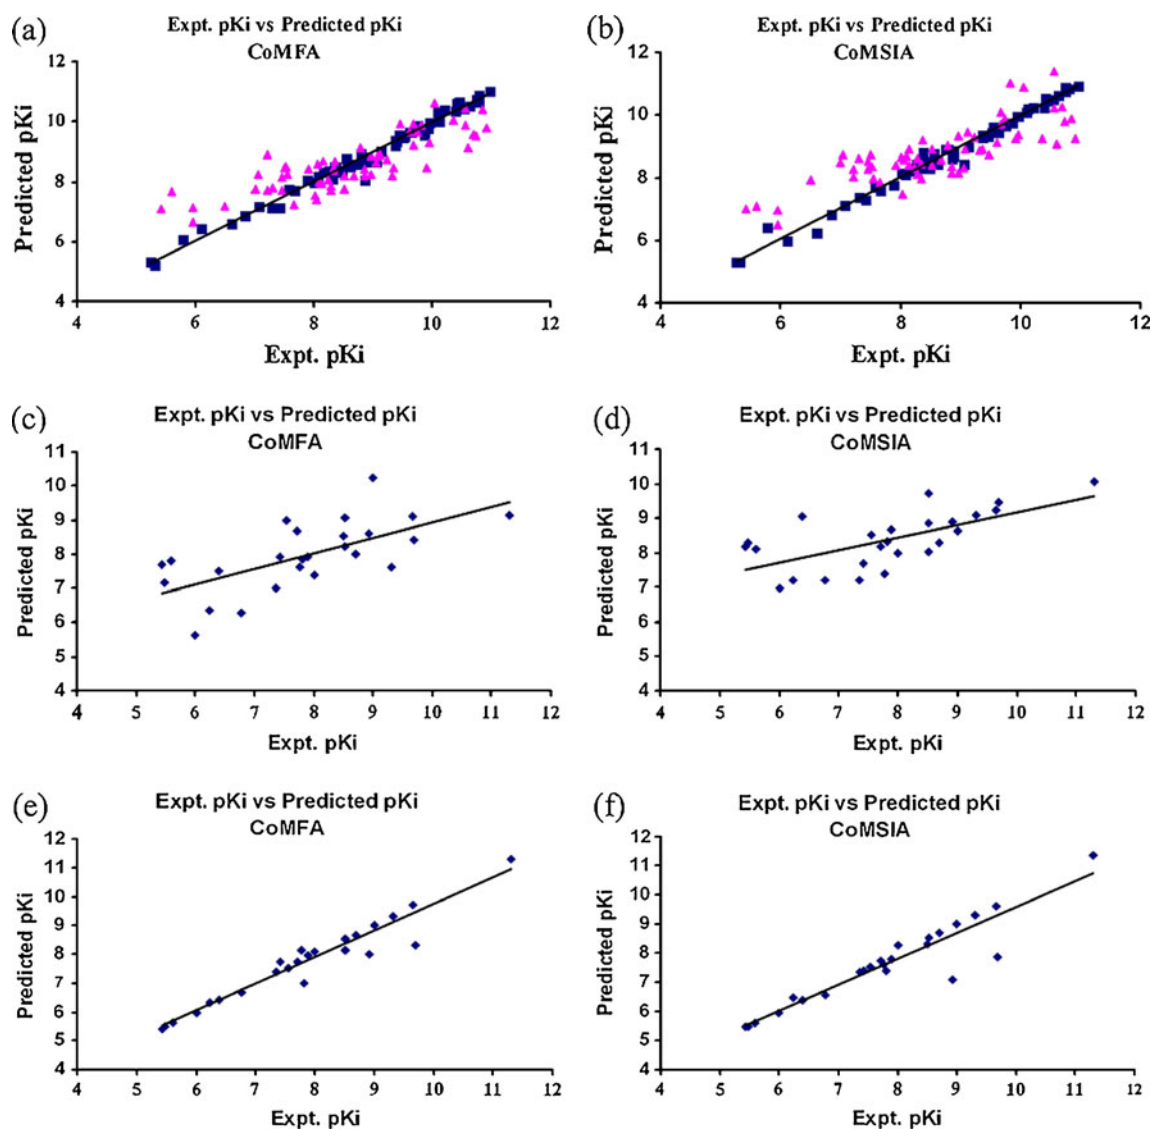 (a)
Expt. pKi vs Predicted pKi
CoMFA
12
10
8
6
4
Predicted pKi
4 6 8 10 12
Expt. pKi
(b)
Expt. pKi vs Predicted pKi
CoMSIA
12
10
8
6
4
Predicted pKi
4 6 8 10 12
Expt. pKi
(c)
Expt. pKi vs Predicted pKi
CoMFA
11
10
9
8
7
6
5
4
Predicted pKi
4 5 6 7 8 9 10 11 12
Expt. pKi
(d)
Expt. pKi vs Predicted pKi
CoMSIA
11
10
9
8
7
6
5
4
Predicted pKi
4 5 6 7 8 9 10 11 12
Expt. pKi
(e)
Expt. pKi vs Predicted pKi
CoMFA
12
11
10
9
8
7
6
5
4
Predicted pKi
4 5 6 7 8 9 10 11 12
Expt. pKi
(f)
Expt. pKi vs Predicted pKi
CoMSIA
12
11
10
9
8
7
6
5
4
Predicted pKi
4 5 6 7 8 9 10 11 12
Expt. pKi